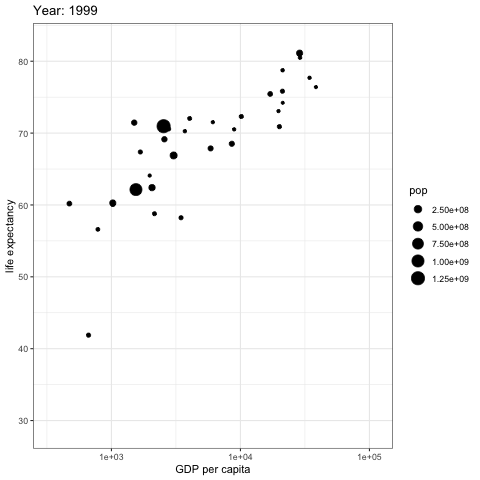 Year: 1999
life expectancy
80
70
60
50
40
30
1e+03
1e+04
1e+05
GDP per capita
pop
2.50e+08
5.00e+08
7.50e+08
1.00e+09
1.25e+09